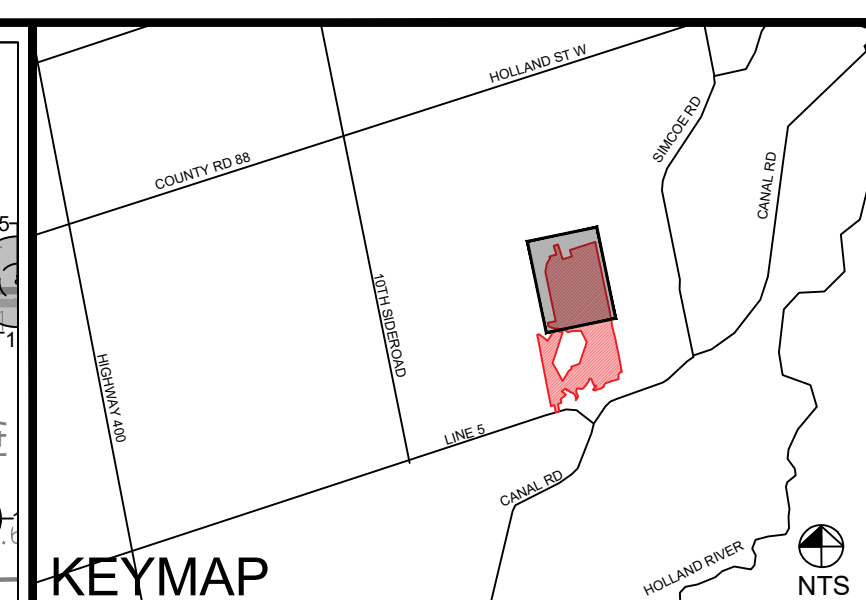 HOLLAND ST W
SIMCOE RD
COUNTY RD 88
CANAL RD
10TH SIDEROAD
HIGHWAY 400
LINE 5
CANAL RD
HOLLAND RIVER
KEYMAP
NTS